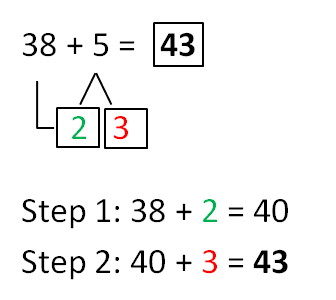 38 + 5 = 43
2 3
Step 1: 38 + 2 = 40
Step 2: 40 + 3 = 43